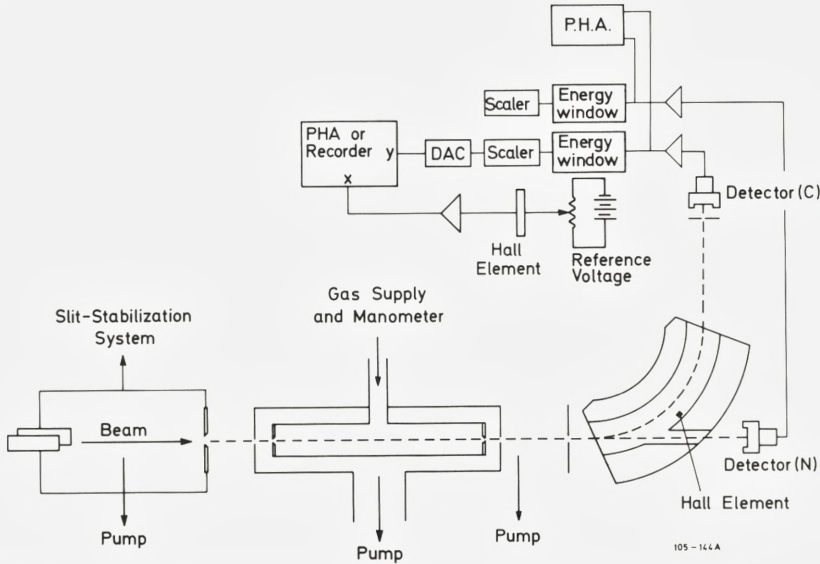 P.H.A.
Scaler
Energy
window
PHA or
Recorder y
x
DAC
Scaler
Energy
window
Detector (C)
Hall
Element
Reference
Voltage
Gas Supply
and Manometer
Slit-Stabilization
System
Beam
Detector (N)
Hall Element
Pump
Pump
Pump
105-144A